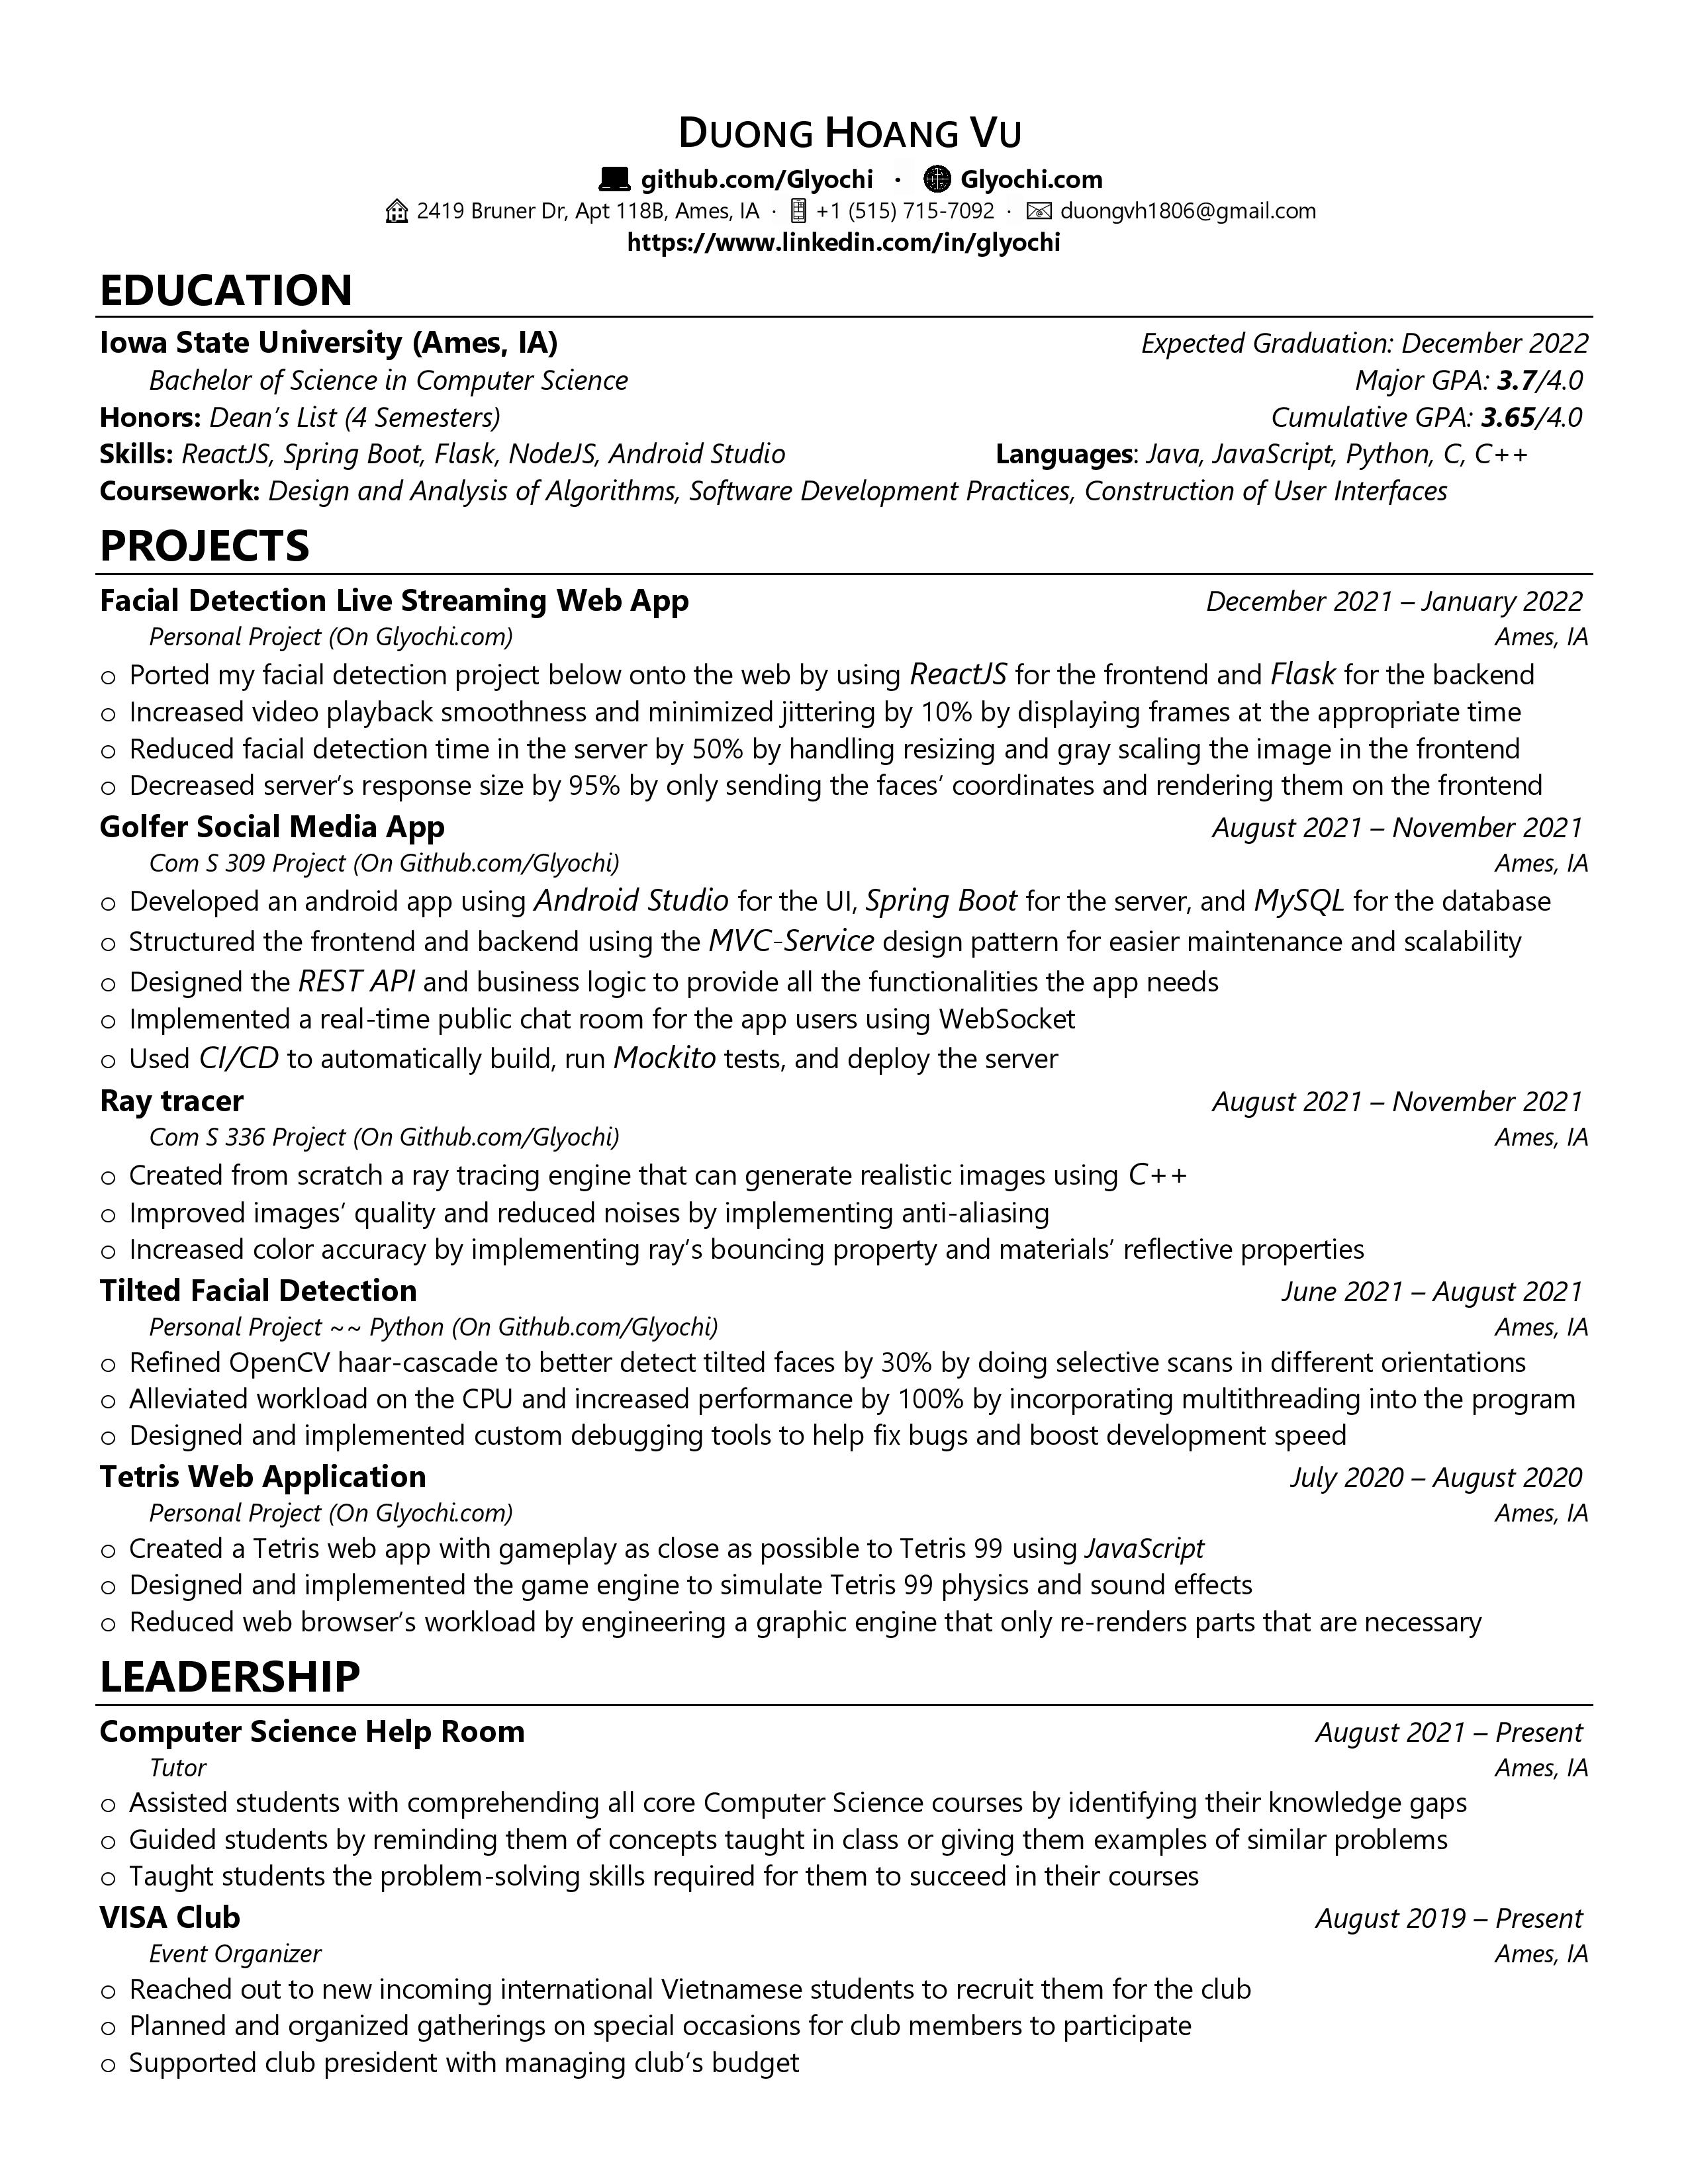 DUONG HOANG VU
github.com/Glyochi · Glyochi.com
2419 Bruner Dr, Apt 118B, Ames, IA · +1 (515) 715-7092 · duongvh1806@gmail.com
https://www.linkedin.com/in/glyochi
EDUCATION
Iowa State University (Ames, IA) Expected Graduation: December 2022
Bachelor of Science in Computer Science Major GPA: 3.7/4.0
Honors: Dean’s List (4 Semesters) Cumulative GPA: 3.65/4.0
Skills: ReactJS, Spring Boot, Flask, NodeJS, Android Studio Languages: Java, JavaScript, Python, C, C++
Coursework: Design and Analysis of Algorithms, Software Development Practices, Construction of User Interfaces
PROJECTS
Facial Detection Live Streaming Web App December 2021 – January 2022
Personal Project (On Glyochi.com) Ames, IA
o Ported my facial detection project below onto the web by using ReactJS for the frontend and Flask for the backend
o Increased video playback smoothness and minimized jittering by 10% by displaying frames at the appropriate time
o Reduced facial detection time in the server by 50% by handling resizing and gray scaling the image in the frontend
o Decreased server’s response size by 95% by only sending the faces’ coordinates and rendering them on the frontend
Golfer Social Media App August 2021 – November 2021
Com S 309 Project (On Github.com/Glyochi) Ames, IA
o Developed an android app using Android Studio for the UI, Spring Boot for the server, and MySQL for the database
o Structured the frontend and backend using the MVC-Service design pattern for easier maintenance and scalability
o Designed the REST API and business logic to provide all the functionalities the app needs
o Implemented a real-time public chat room for the app users using WebSocket
o Used CI/CD to automatically build, run Mockito tests, and deploy the server
Ray tracer August 2021 – November 2021
Com S 336 Project (On Github.com/Glyochi) Ames, IA
o Created from scratch a ray tracing engine that can generate realistic images using C++
o Improved images’ quality and reduced noises by implementing anti-aliasing
o Increased color accuracy by implementing ray’s bouncing property and materials’ reflective properties
Tilted Facial Detection June 2021 – August 2021
Personal Project ~~ Python (On Github.com/Glyochi) Ames, IA
o Refined OpenCV haar-cascade to better detect tilted faces by 30% by doing selective scans in different orientations
o Alleviated workload on the CPU and increased performance by 100% by incorporating multithreading into the program
o Designed and implemented custom debugging tools to help fix bugs and boost development speed
Tetris Web Application July 2020 – August 2020
Personal Project (On Glyochi.com) Ames, IA
o Created a Tetris web app with gameplay as close as possible to Tetris 99 using JavaScript
o Designed and implemented the game engine to simulate Tetris 99 physics and sound effects
o Reduced web browser’s workload by engineering a graphic engine that only re-renders parts that are necessary
LEADERSHIP
Computer Science Help Room August 2021 – Present
Tutor Ames, IA
o Assisted students with comprehending all core Computer Science courses by identifying their knowledge gaps
o Guided students by reminding them of concepts taught in class or giving them examples of similar problems
o Taught students the problem-solving skills required for them to succeed in their courses
VISA Club August 2019 – Present
Event Organizer Ames, IA
o Reached out to new incoming international Vietnamese students to recruit them for the club
o Planned and organized gatherings on special occasions for club members to participate
o Supported club president with managing club’s budget